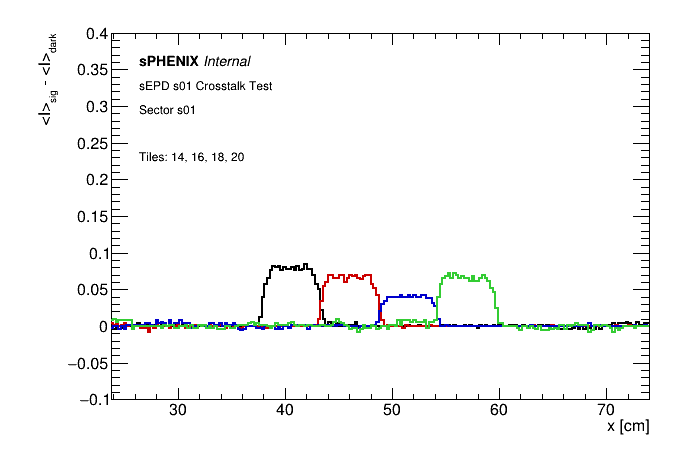 <I>sig - <I>dark
0.4
0.35
0.3
0.25
0.2
0.15
0.1
0.05
0
−0.05
−0.1
sPHENIX Internal
sEPD s01 Crosstalk Test
Sector s01
Tiles: 14, 16, 18, 20
30 40 50 60 70
x [cm]